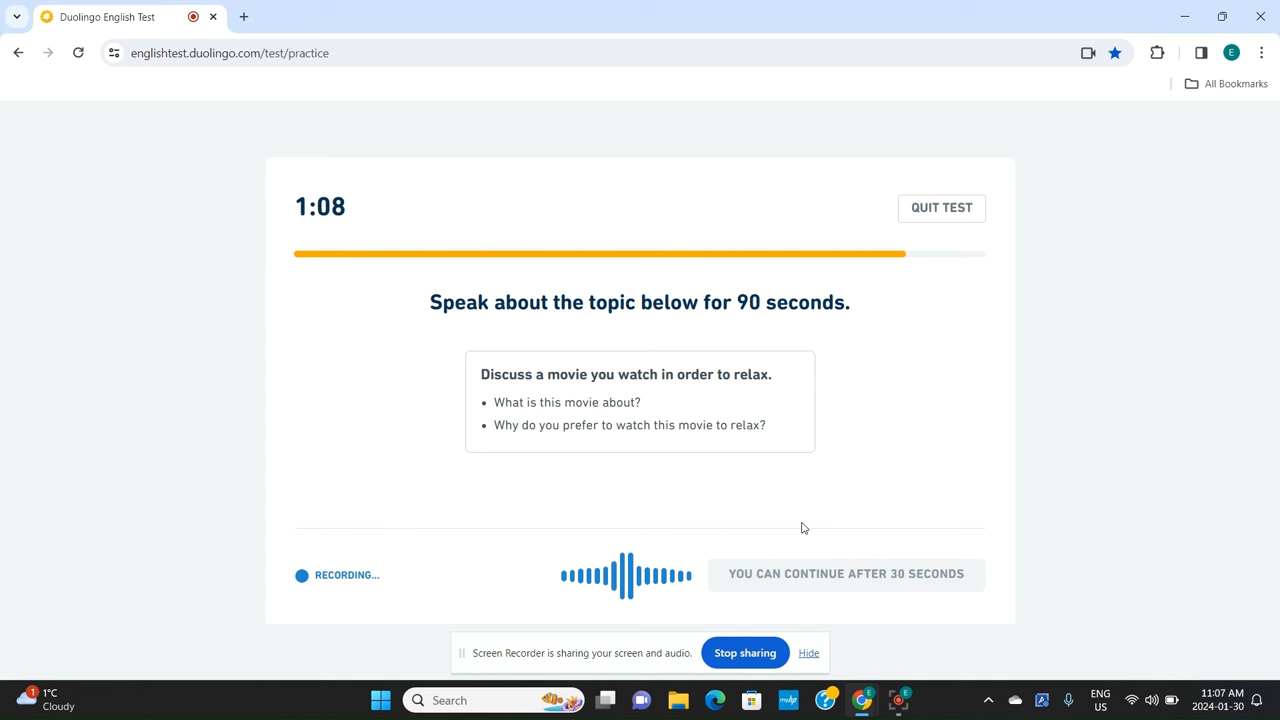 Duolingo English Test
englishtest.duolingo.com/test/practice
E
All Bookmarks
1:08
QUIT TEST
Speak about the topic below for 90 seconds.
Discuss a movie you watch in order to relax.
• What is this movie about?
• Why do you prefer to watch this movie to relax?
RECORDING...
YOU CAN CONTINUE AFTER 30 SECONDS
Screen Recorder is sharing your screen and audio.
Stop sharing
Hide
1
1°C
Cloudy
Search
E
E
ENG
US
11:07 AM
2024-01-30